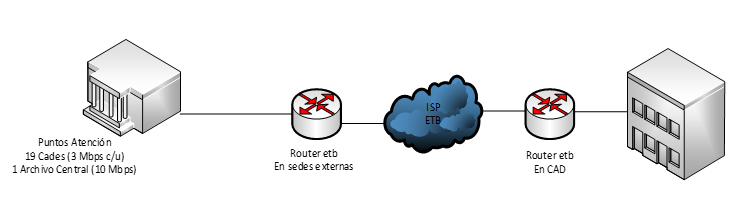 Puntos Atención
19 Cades (3 Mbps c/u)
1 Archivo Central (10 Mbps)
Router etb
En sedes externas
ISP
ETB
Router etb
En CAD